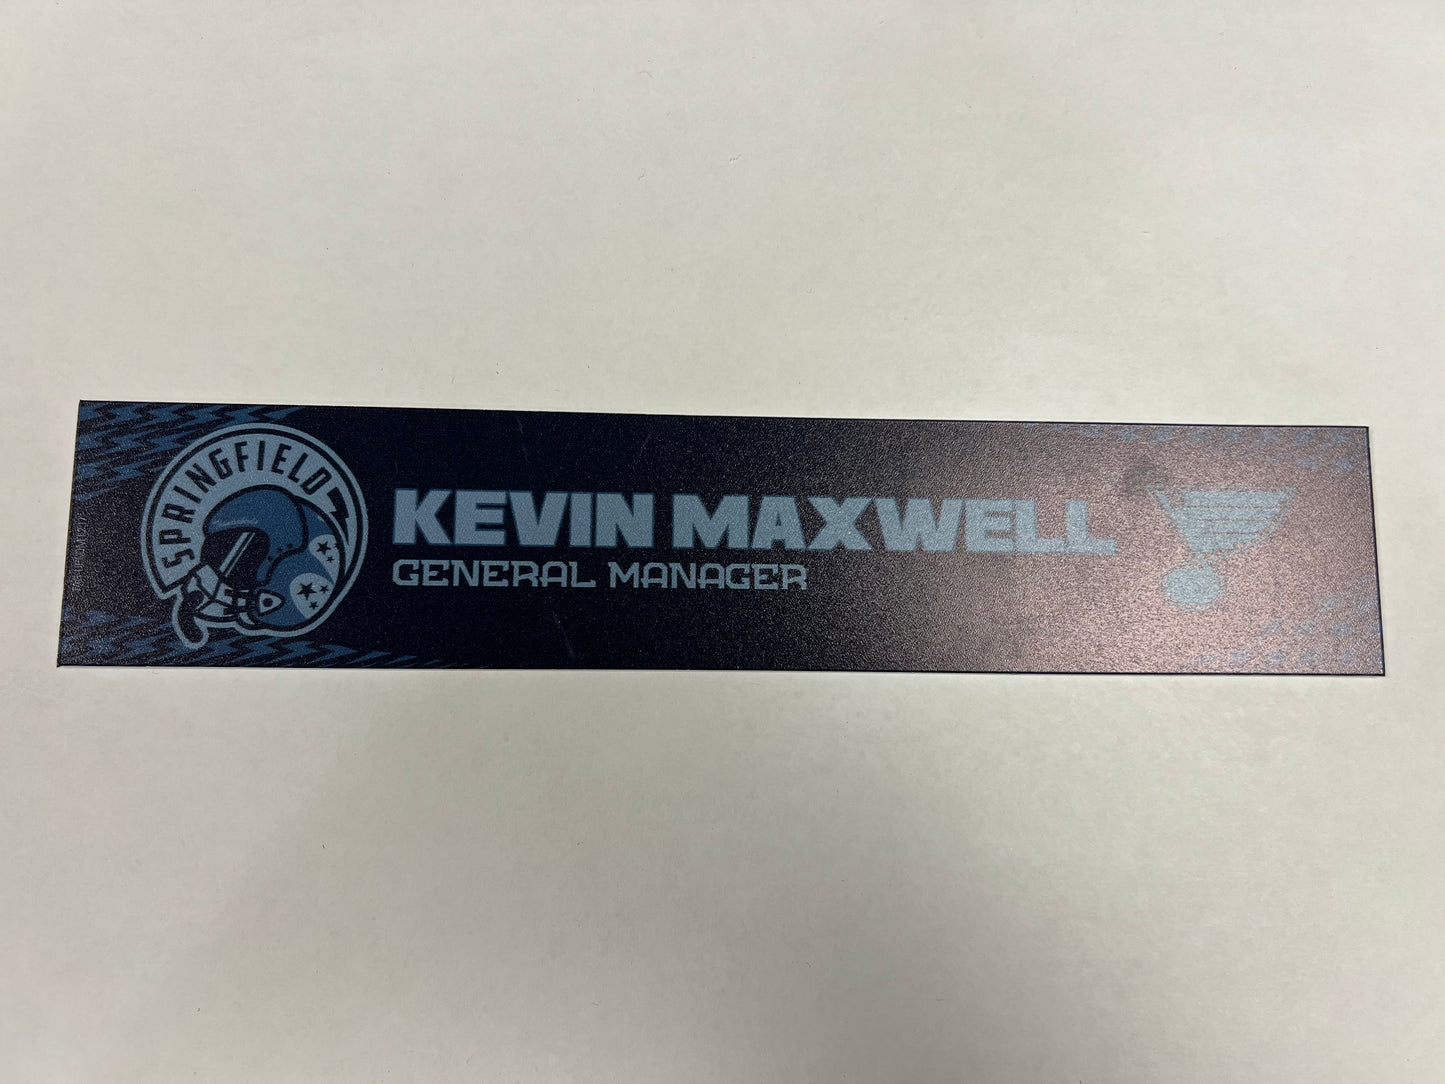 SPRINGFIELD
KEVIN MAXWELL
GENERAL MANAGER